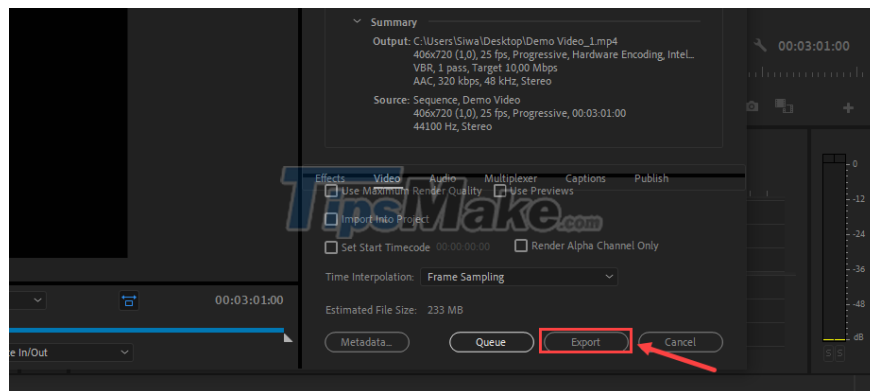 Summary
Output: C:\Users\Siwa\Desktop\Demo Video_1.mp4
406x720 (1,0), 25 fps, Progressive, Hardware Encoding, Intel...
VBR, 1 pass, Target 10,00 Mbps
AAC, 320 kbps, 48 kHz, Stereo
Source: Sequence, Demo Video
406x720 (1,0), 25 fps, Progressive, 00:03:01:00
44100 Hz, Stereo
00:03:01:00
Effects Video Audio Multiplexer Captions Publish
Use Maximum Render Quality Use Previews
Import Into Project
TipsMake.com
Set Start Timecode 00:00:00:00 Render Alpha Channel Only
Time Interpolation: Frame Sampling
00:03:01:00
Estimated File Size: 233 MB
Metadata... Queue Export Cancel
e In/Out
0
-12
-24
-36
-48
dB
S S